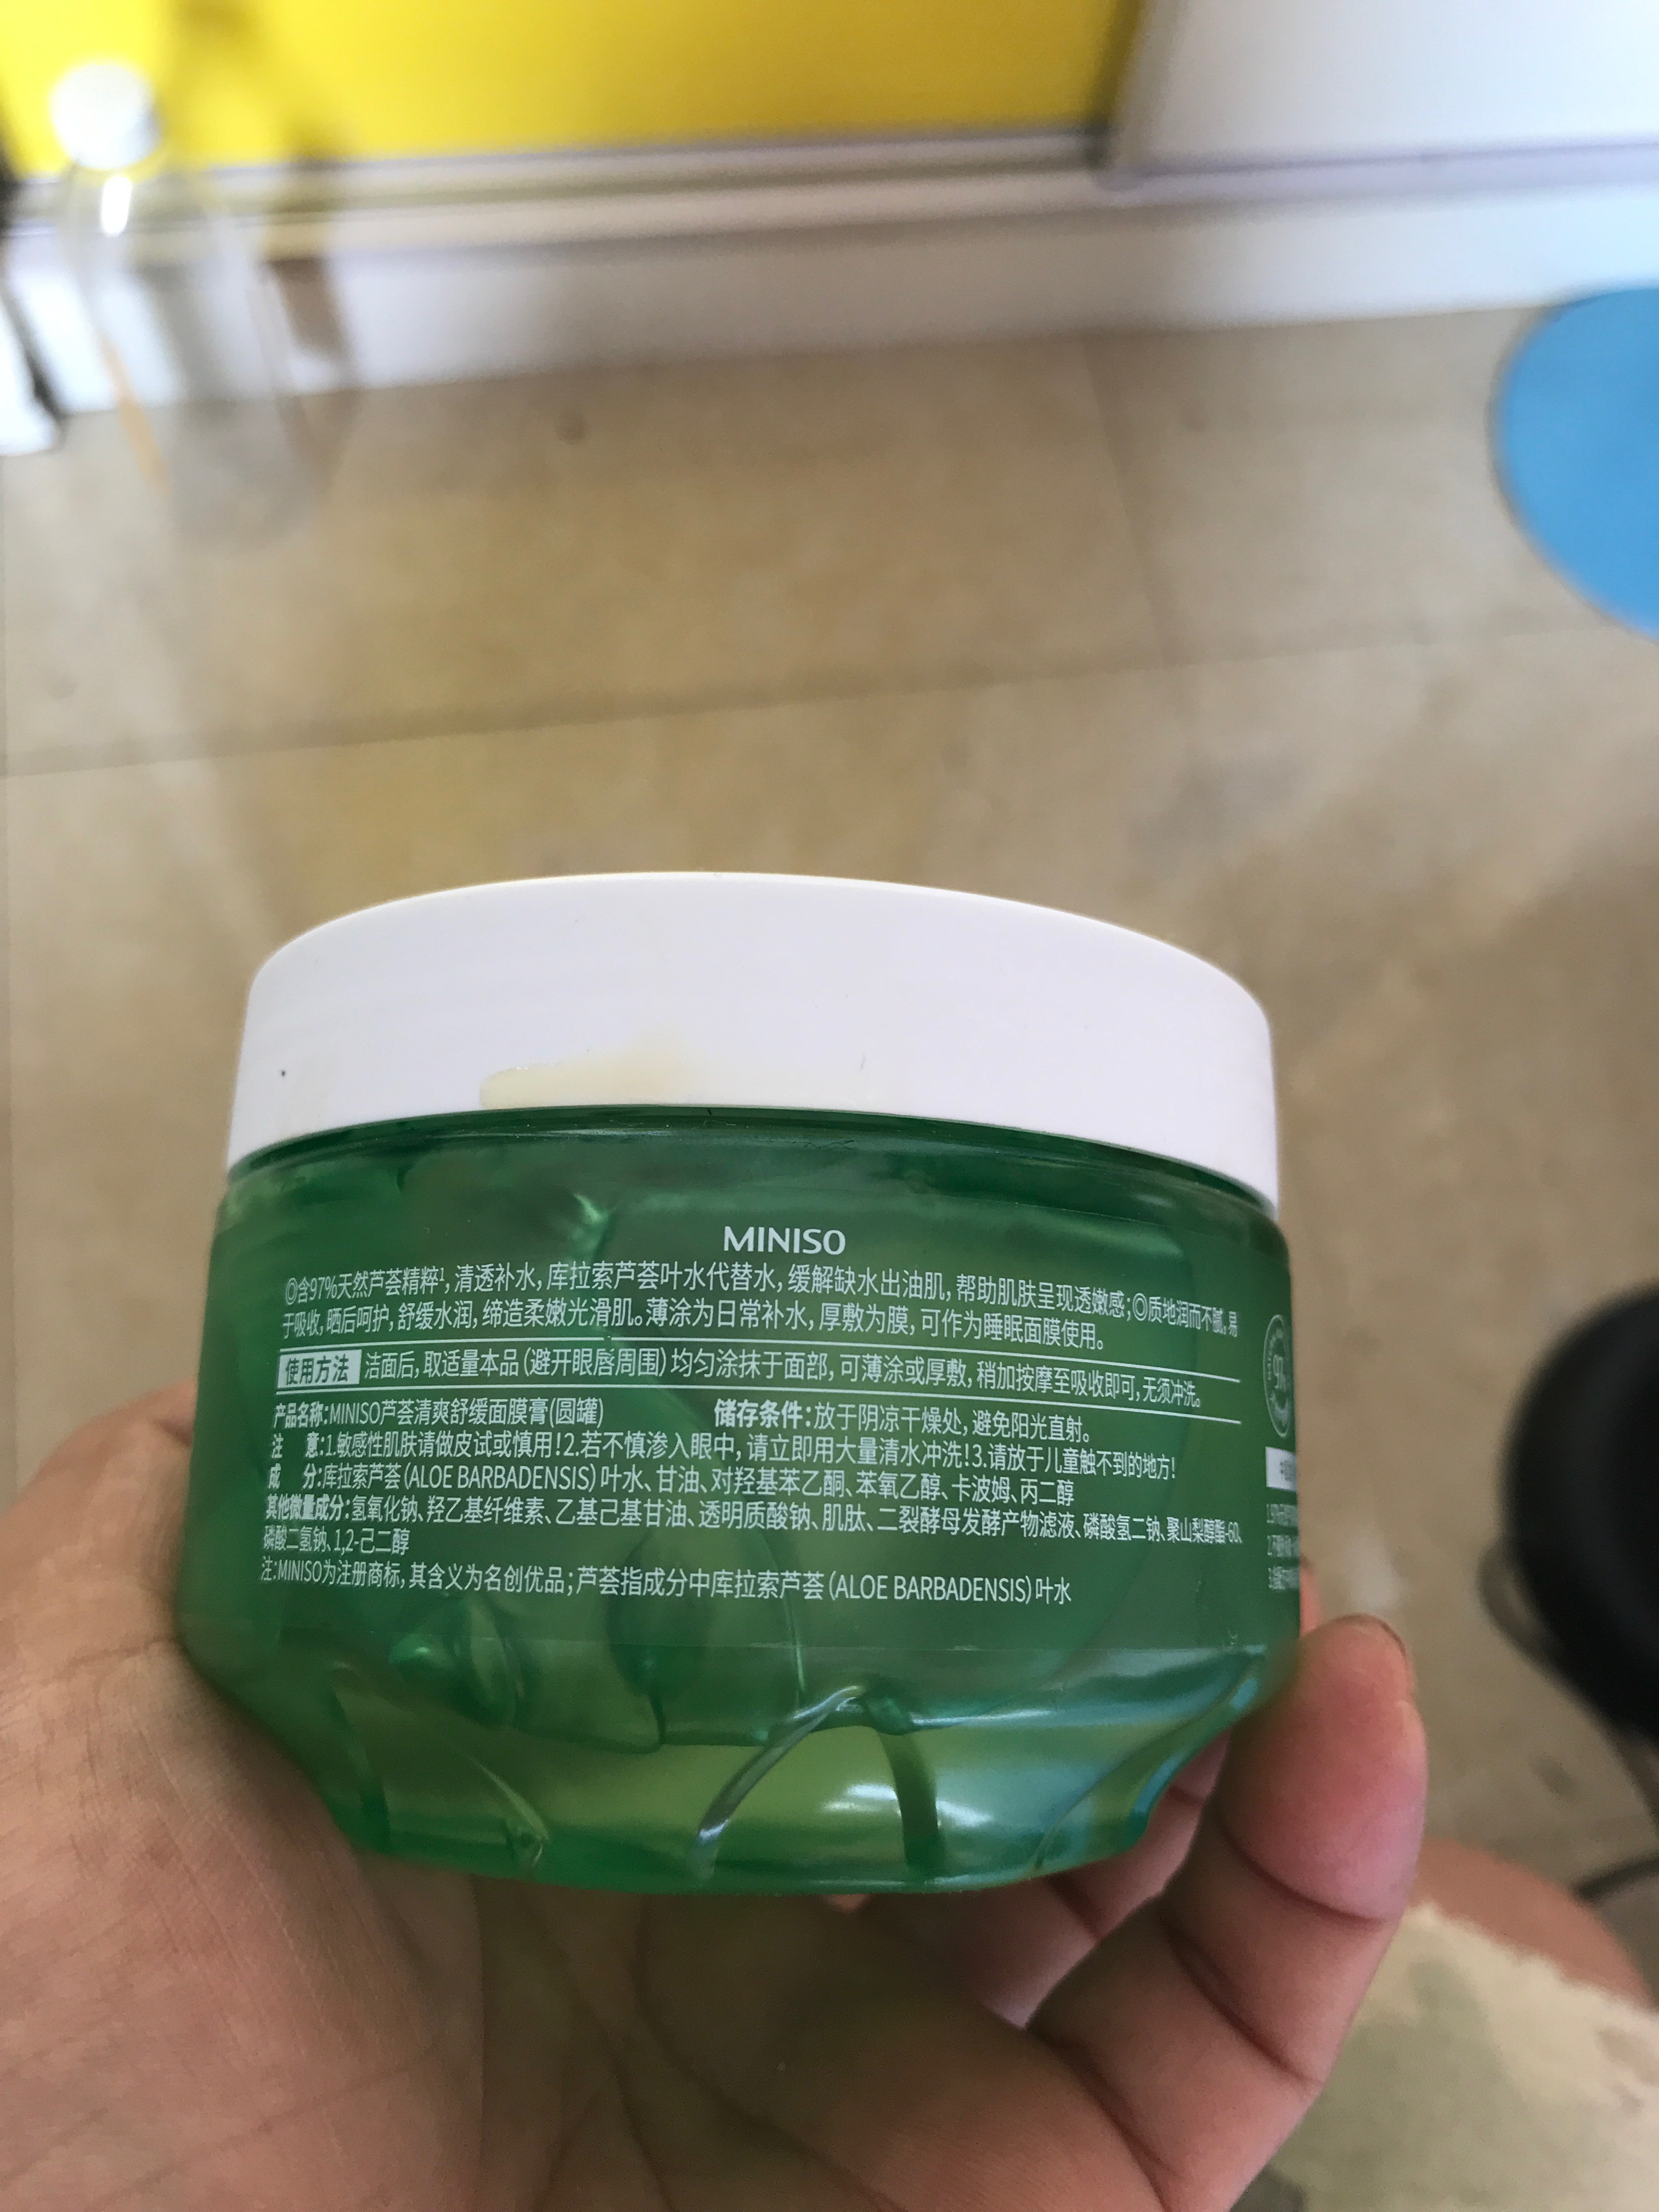 MINISO
◎含97%天然芦荟精粹¹, 清透补水, 库拉索芦荟叶水代替水, 缓解缺水出油肌, 帮助肌肤呈现透嫩感; ◎质地润而不腻, 易
于吸收, 晒后呵护, 舒缓水润, 缔造柔嫩光滑肌。薄涂为日常补水, 厚敷为膜, 可作为睡眠面膜使用。
使用方法 洁面后, 取适量本品 (避开眼唇周围) 均匀涂抹于面部, 可薄涂或厚敷, 稍加按摩至吸收即可, 无须冲洗。
产品名称: MINISO芦荟清爽舒缓面膜膏(圆罐) 储存条件: 放于阴凉干燥处, 避免阳光直射。
注 意: 1.敏感性肌肤请做皮试或慎用! 2.若不慎渗入眼中, 请立即用大量清水冲洗! 3.请放于儿童触不到的地方!
成 分: 库拉索芦荟 (ALOE BARBADENSIS) 叶水、甘油、对羟基苯乙酮、苯氧乙醇、卡波姆、丙二醇
其他微量成分: 氢氧化钠、羟乙基纤维素、乙基己基甘油、透明质酸钠、肌肽、二裂酵母发酵产物滤液、磷酸氢二钠、聚山梨醇酯-60、
磷酸二氢钠、1,2-己二醇
注: MINISO为注册商标, 其含义为名创优品; 芦荟指成分中库拉索芦荟 (ALOE BARBADENSIS) 叶水